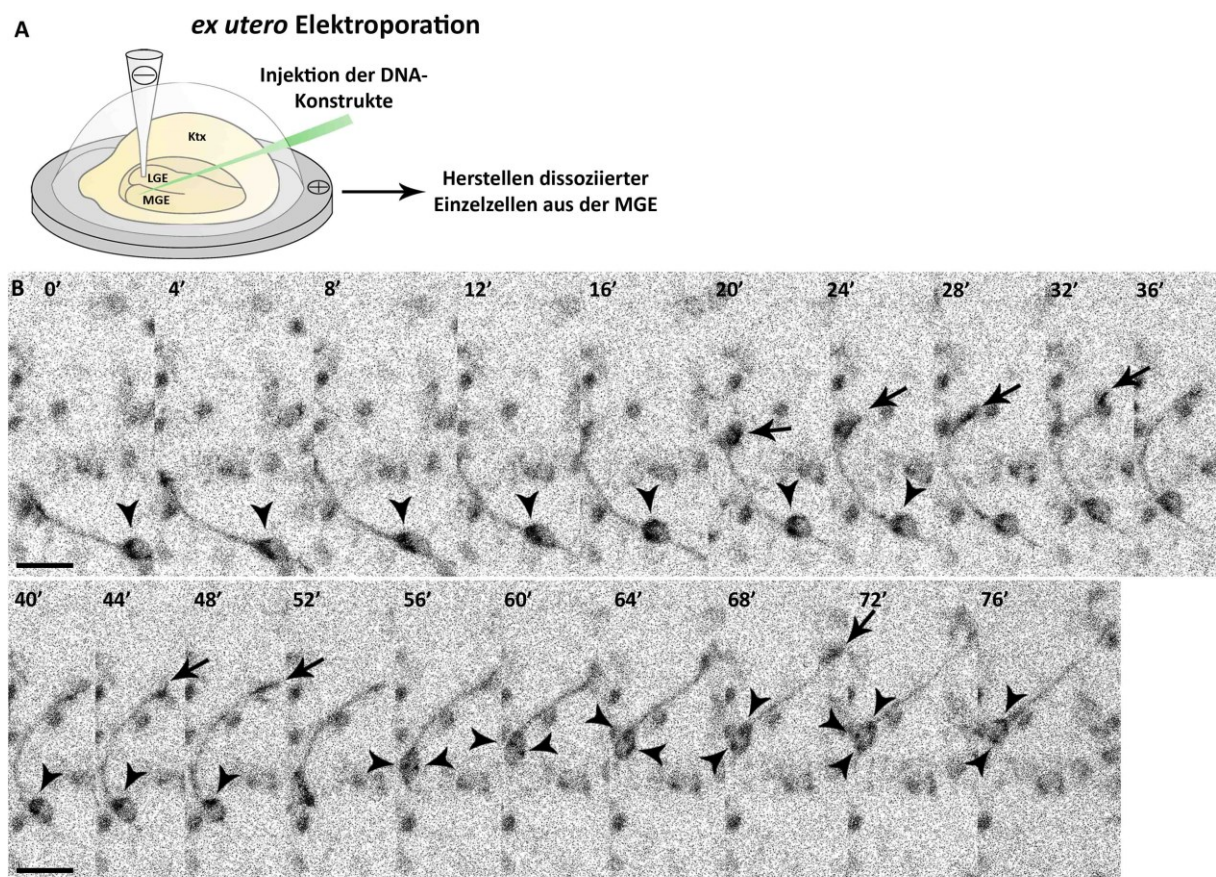 A
ex utero Elektroporation
Injektion der DNA-
Konstrukte
Ktx
LGE
MGE
Herstellen dissoziierter
Einzelzellen aus der MGE
B 0’ 4’ 8’ 12’ 16’ 20’ 24’ 28’ 32’ 36’
40’ 44’ 48’ 52’ 56’ 60’ 64’ 68’ 72’ 76’